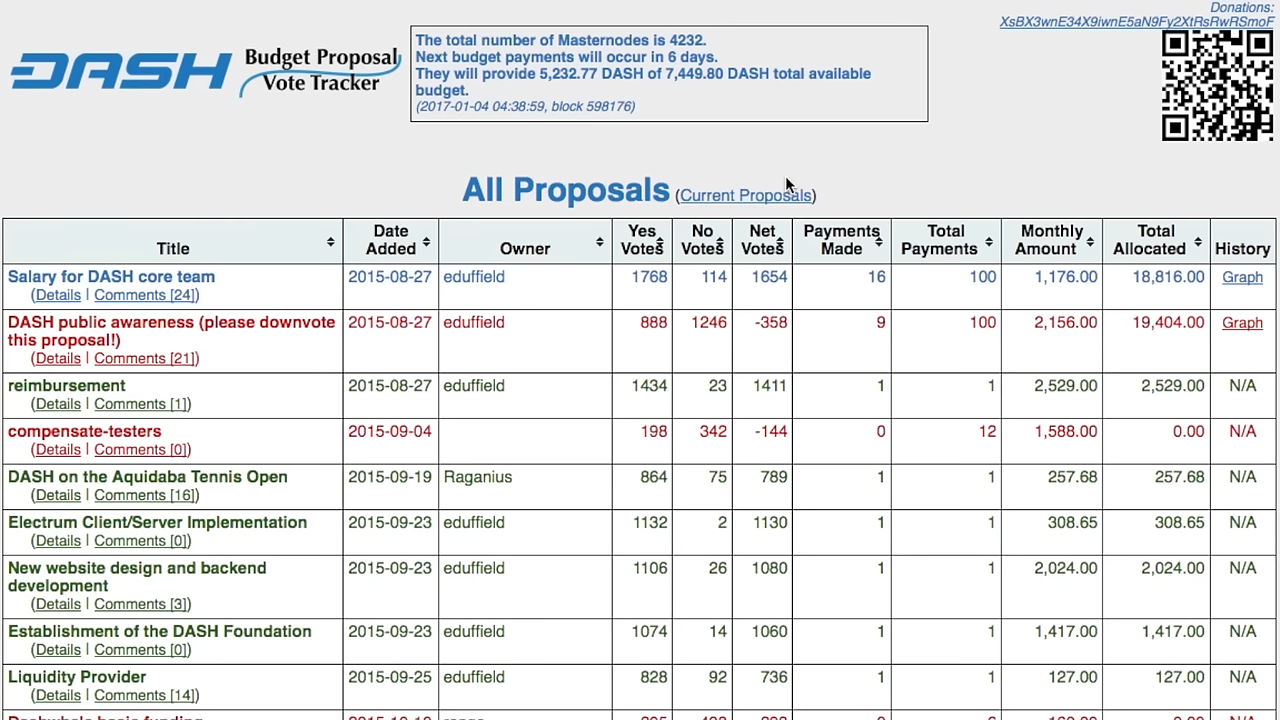 Donations:
XsBX3wnE34X9iwnE5aN9Fy2XtRsRwRSmoF
DASH Budget Proposal
Vote Tracker
The total number of Masternodes is 4232.
Next budget payments will occur in 6 days.
They will provide 5,232.77 DASH of 7,449.80 DASH total available
budget.
(2017-01-04 04:38:59, block 598176)
All Proposals (Current Proposals)
Title Date Added Owner Yes Votes No Votes Net Votes Payments Made Total Payments Monthly Amount Total Allocated History
Salary for DASH core team 2015-08-27 eduffield 1768 114 1654 16 100 1,176.00 18,816.00 Graph
(Details | Comments [24])
DASH public awareness (please downvote 2015-08-27 eduffield 888 1246 -358 9 100 2,156.00 19,404.00 Graph
this proposal!)
(Details | Comments [21])
reimbursement 2015-08-27 eduffield 1434 23 1411 1 1 2,529.00 2,529.00 N/A
(Details | Comments [1])
compensate-testers 2015-09-04 198 342 -144 0 12 1,588.00 0.00 N/A
(Details | Comments [0])
DASH on the Aquidaba Tennis Open 2015-09-19 Raganius 864 75 789 1 1 257.68 257.68 N/A
(Details | Comments [16])
Electrum Client/Server Implementation 2015-09-23 eduffield 1132 2 1130 1 1 308.65 308.65 N/A
(Details | Comments [0])
New website design and backend 2015-09-23 eduffield 1106 26 1080 1 1 2,024.00 2,024.00 N/A
development
(Details | Comments [3])
Establishment of the DASH Foundation 2015-09-23 eduffield 1074 14 1060 1 1 1,417.00 1,417.00 N/A
(Details | Comments [0])
Liquidity Provider 2015-09-25 eduffield 828 92 736 1 1 127.00 127.00 N/A
(Details | Comments [14])